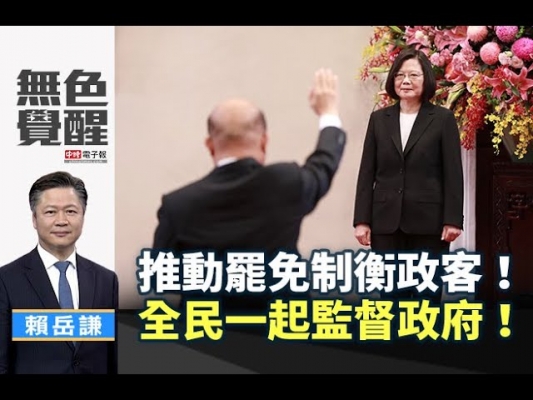 無色
覺醒
中時電子報
推動罷免制衡政客！
全民一起監督政府！
賴岳謙